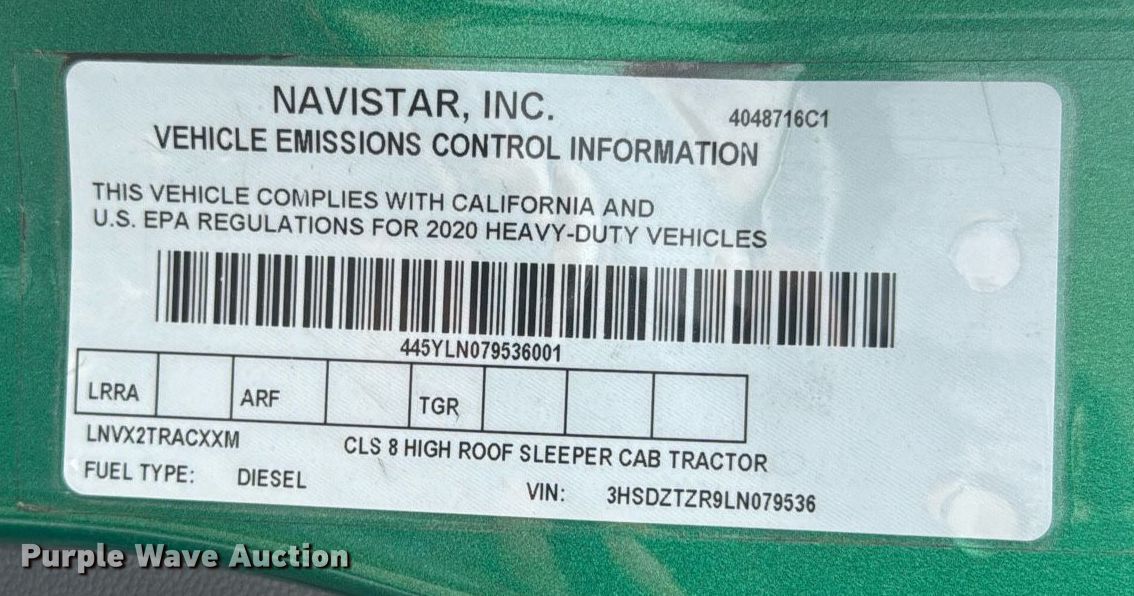 NAVISTAR, INC.
4048716C1
VEHICLE EMISSIONS CONTROL INFORMATION
THIS VEHICLE COMPLIES WITH CALIFORNIA AND
U.S. EPA REGULATIONS FOR 2020 HEAVY-DUTY VEHICLES
445YLN079536001
LRRA ARF TGR
LNVX2TRACXXM CLS 8 HIGH ROOF SLEEPER CAB TRACTOR
FUEL TYPE: DIESEL VIN: 3HSDZTZR9LN079536
Purple Wave Auction